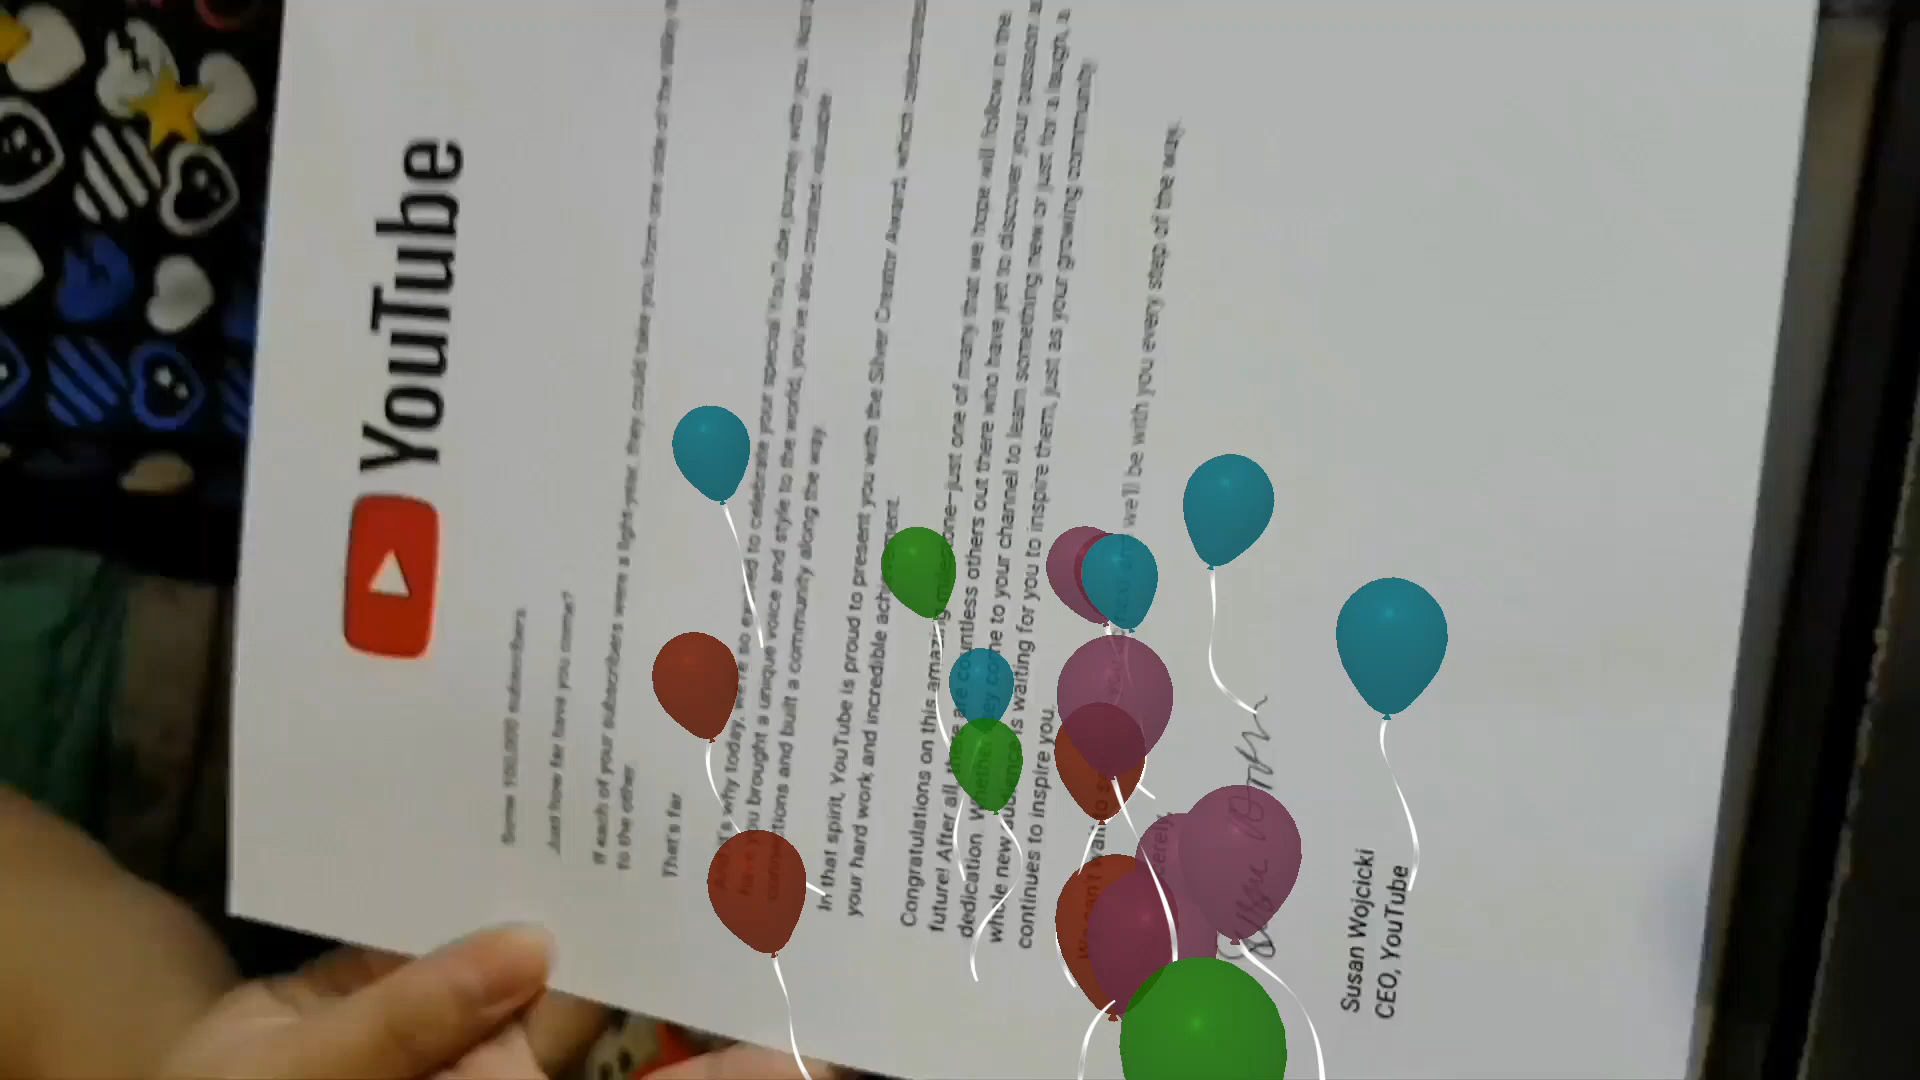 YouTube
Some 100,000 subscribers.
Just how far have you come?
If each of your subscribers were a light-year, they could take you from one side of the
to the other.
That's far
why today, we're so to celebrate your special YouTube journey with you. Not
you brought a unique voice and style to the world, you've also created valuable
and built a community along the way.
In that spirit, YouTube is proud to present you with the Silver Creator Award, which celebrates
your hard work and incredible achievement.
Congratulations on this amazing milestone—just one of many that we hope will follow in the
future! After all, there are countless others out there who have yet to discover your passion
dedication. Whether they come to your channel to learn something new or just for a laugh, a
whole new audience is waiting for you to inspire them, just as your growing community
continues to inspire you.
We can't wait to we'll be with you every step of the way.
Sincerely,
Susan Wojcicki
CEO, YouTube